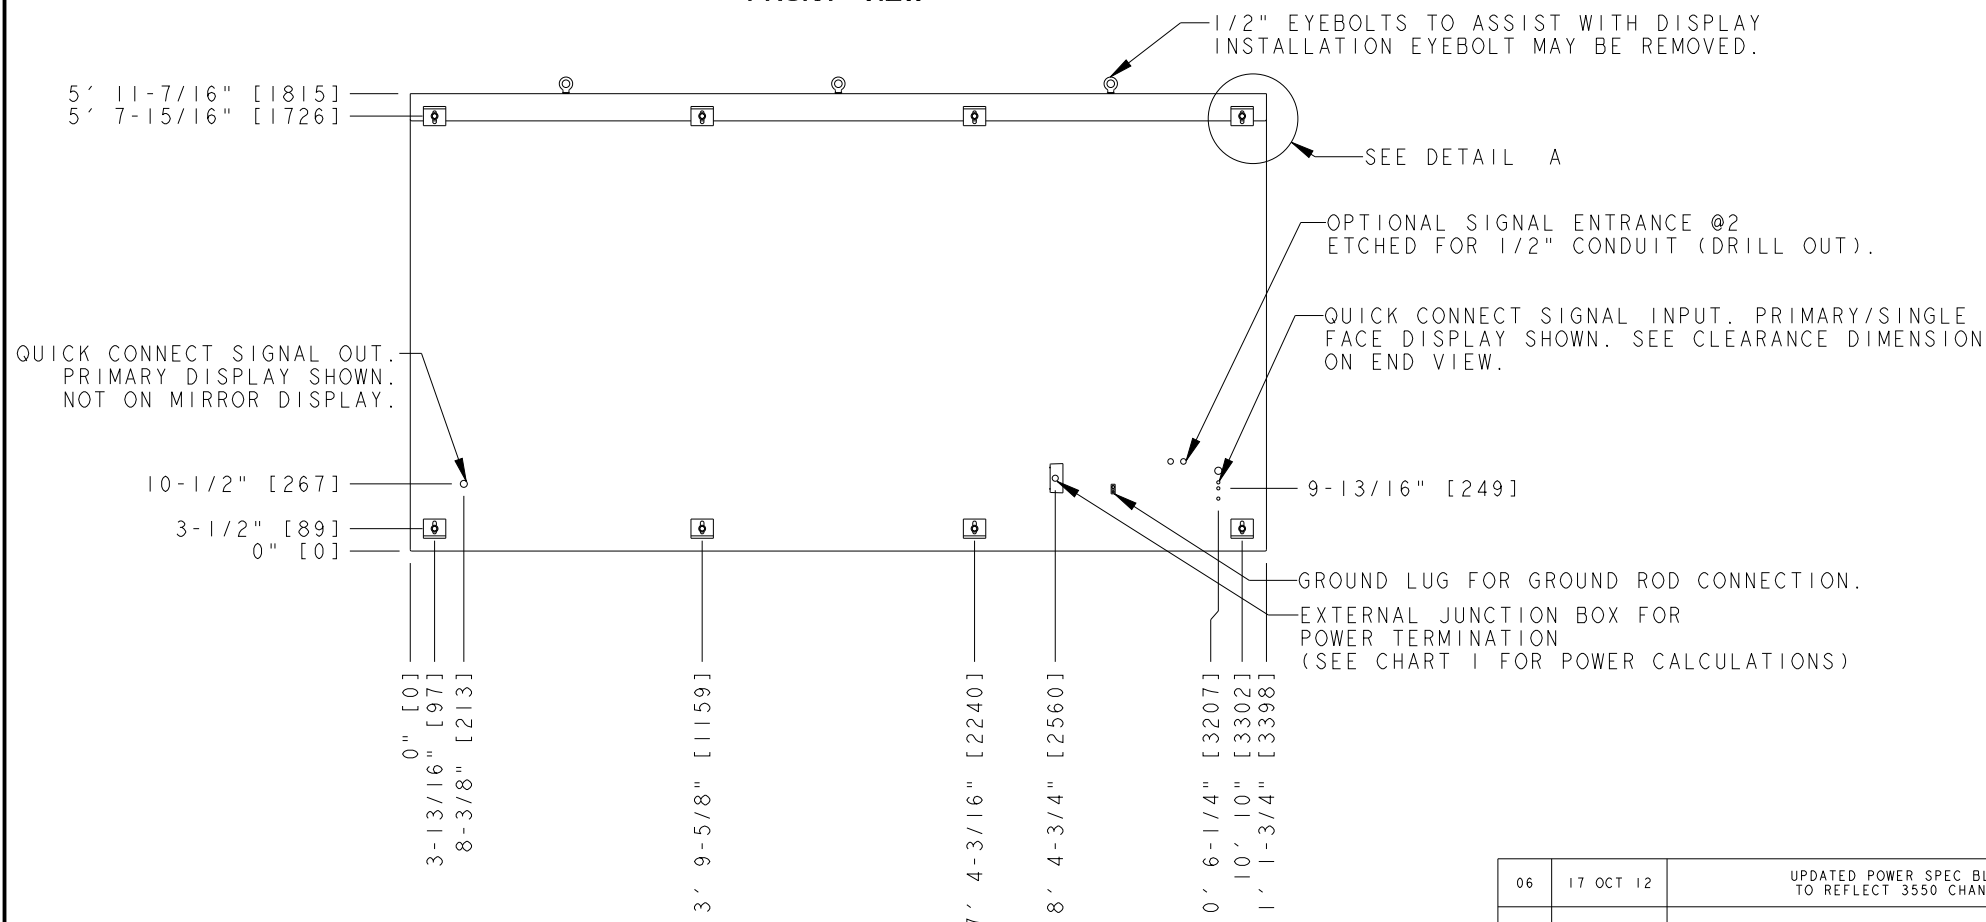 1/2" EYEBOLTS TO ASSIST WITH DISPLAY
INSTALLATION EYEBOLT MAY BE REMOVED.
5' 11-7/16" [1815]
5' 7-15/16" [1726]
SEE DETAIL A
OPTIONAL SIGNAL ENTRANCE @2
ETCHED FOR 1/2" CONDUIT (DRILL OUT).
QUICK CONNECT SIGNAL INPUT. PRIMARY/SINGLE
FACE DISPLAY SHOWN. SEE CLEARANCE DIMENSION
ON END VIEW.
QUICK CONNECT SIGNAL OUT.
PRIMARY DISPLAY SHOWN.
NOT ON MIRROR DISPLAY.
10-1/2" [267]
9-13/16" [249]
3-1/2" [89]
0" [0]
GROUND LUG FOR GROUND ROD CONNECTION.
EXTERNAL JUNCTION BOX FOR
POWER TERMINATION
(SEE CHART 1 FOR POWER CALCULATIONS)
0" [0]
3-13/16" [97]
8-3/8" [213]
3' 9-5/8" [1159]
7' 4-3/16" [2240]
8' 4-3/4" [2560]
0' 6-1/4" [3207]
10' 10" [3302]
1' 1-3/4" [3398]
06 17 OCT 12 UPDATED POWER SPEC
TO REFLECT 3550